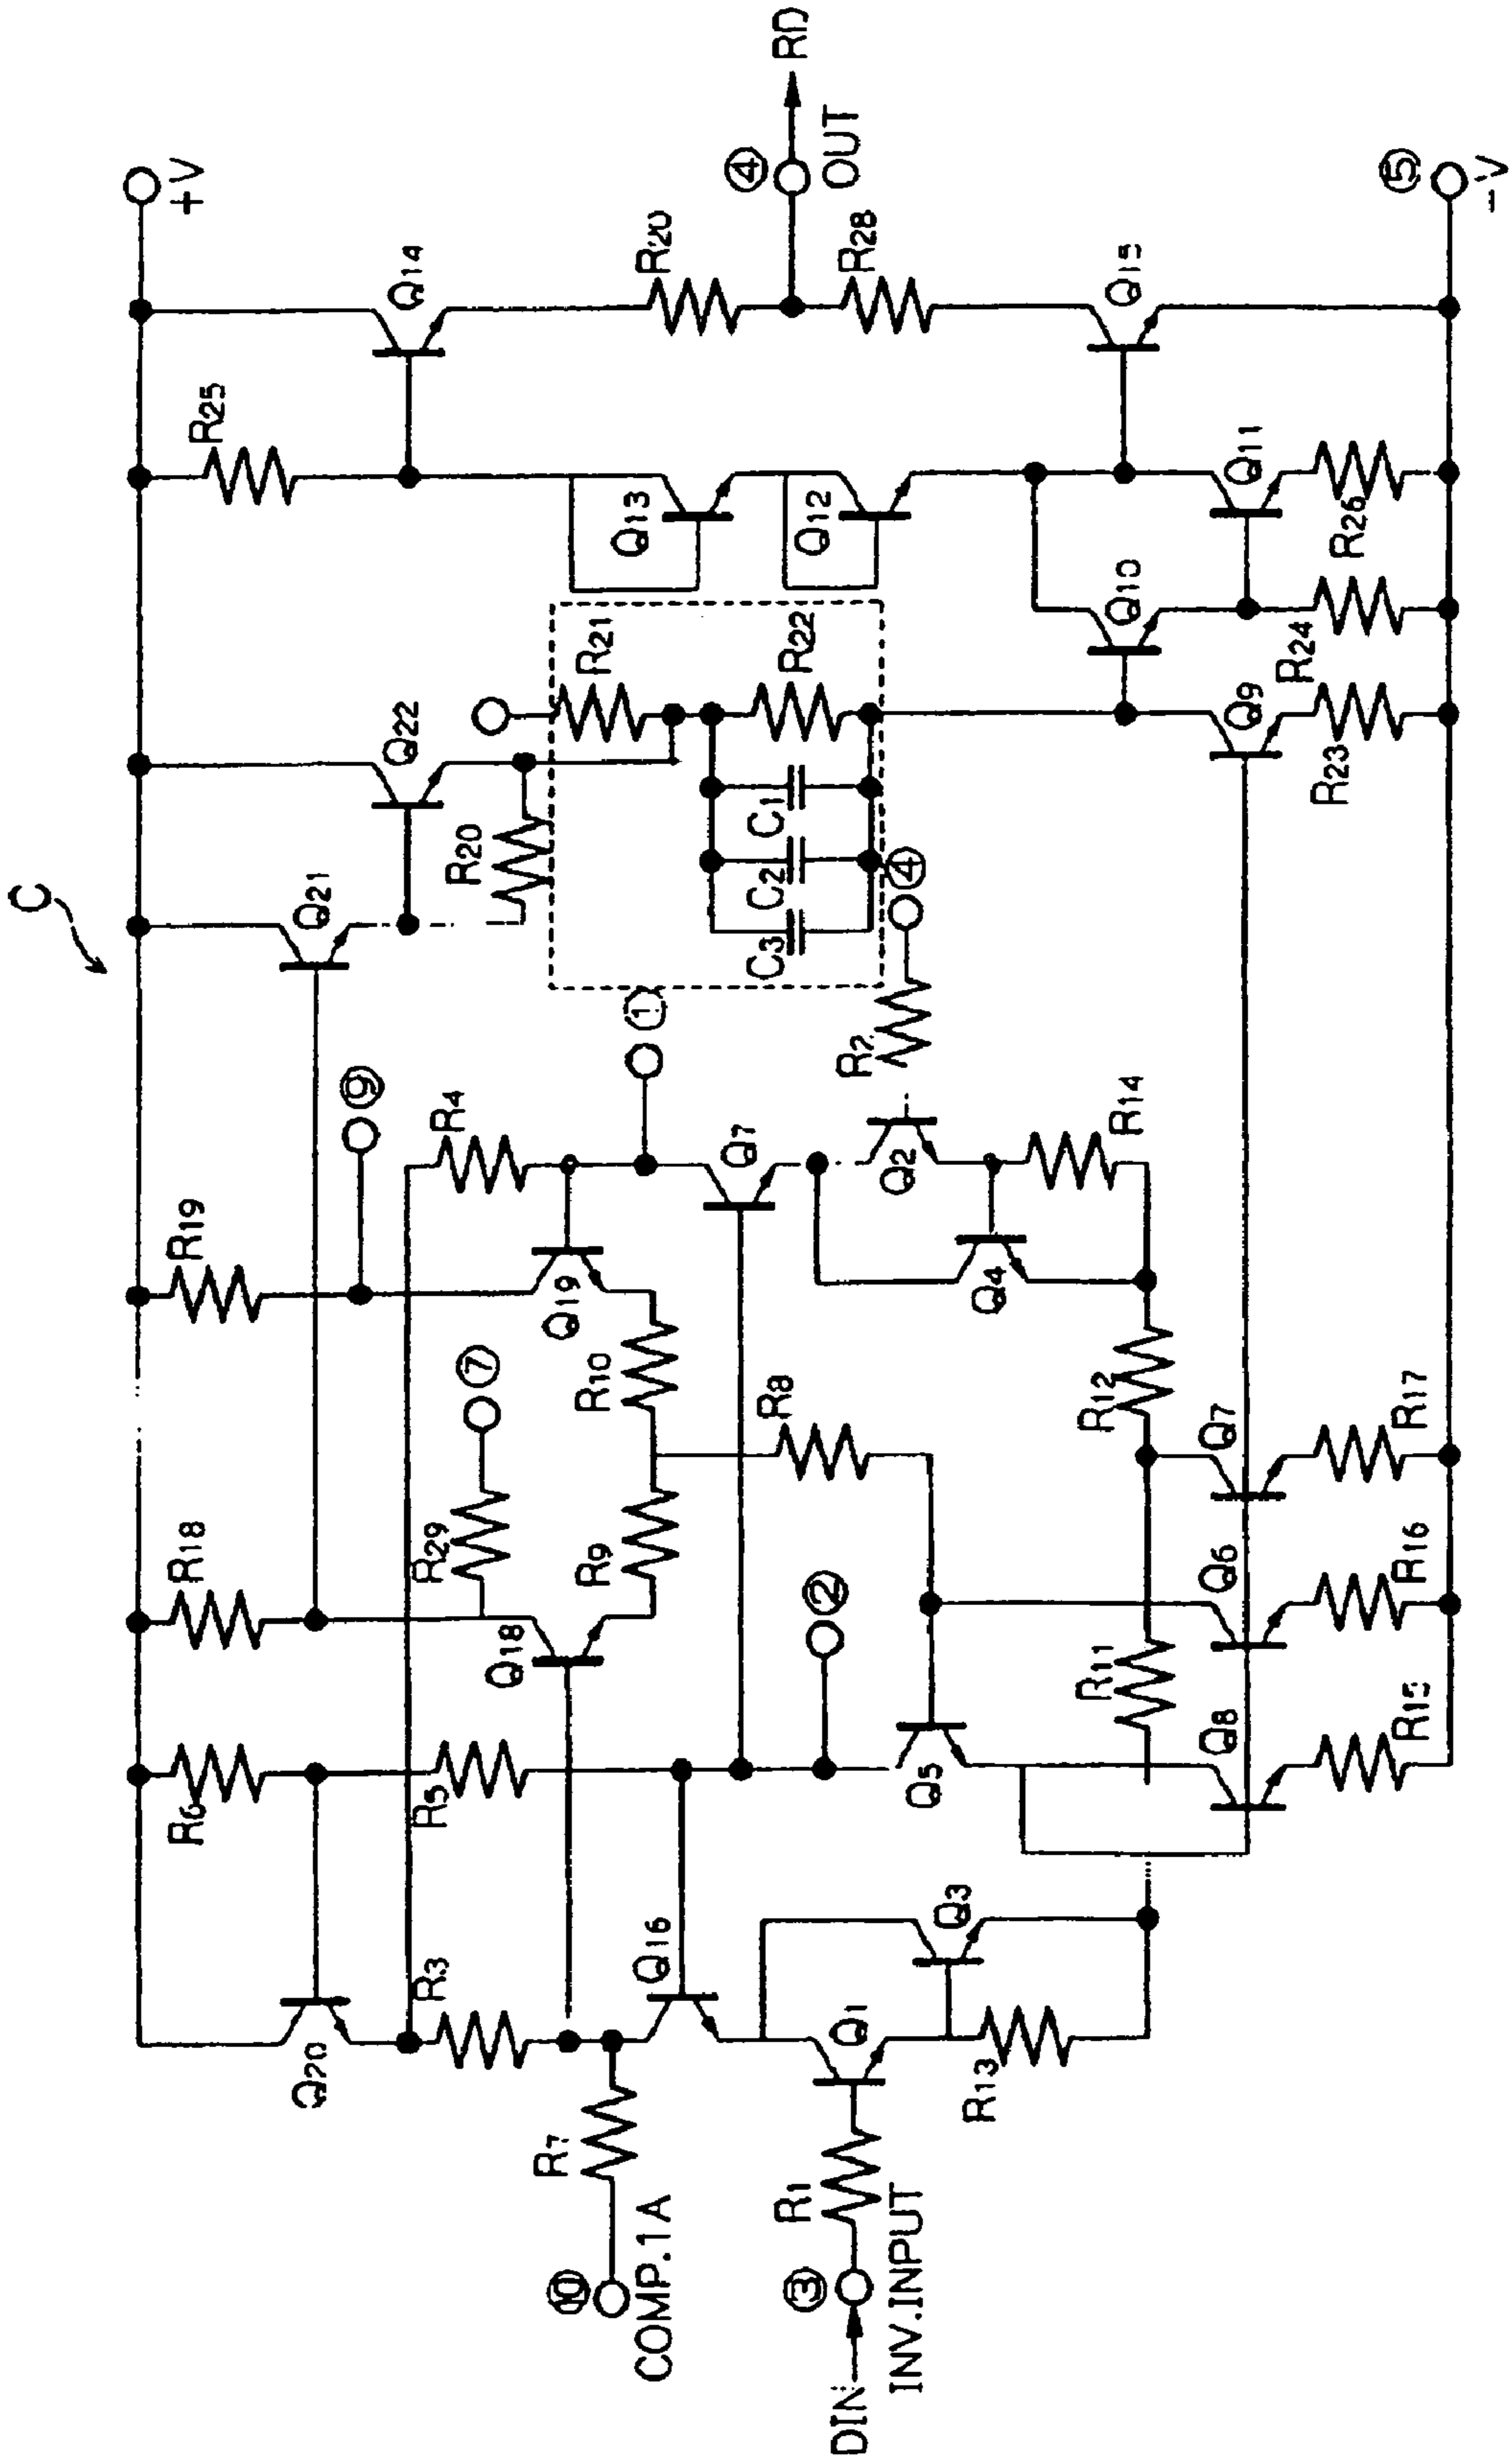 C
+V
R6
R18
R19
R25
Q20
Q21
Q22
Q14
⑨
R3
R5
R29
⑦
R4
R20
R21
Q13
R20
④
RD
OUT
⑩
COMP.1A
R7
Q16
Q18
R9
R10
Q19
①
Q7
C3
C2
C1
R22
Q12
R28
DIN
③
INV.INPUT
R1
Q1
②
R8
R2
④
Q2
Q3
Q5
Q4
R13
R11
R12
R14
Q10
Q15
Q8
Q6
Q7
Q9
Q11
R15
R16
R17
R23
R24
R26
⑤
-V